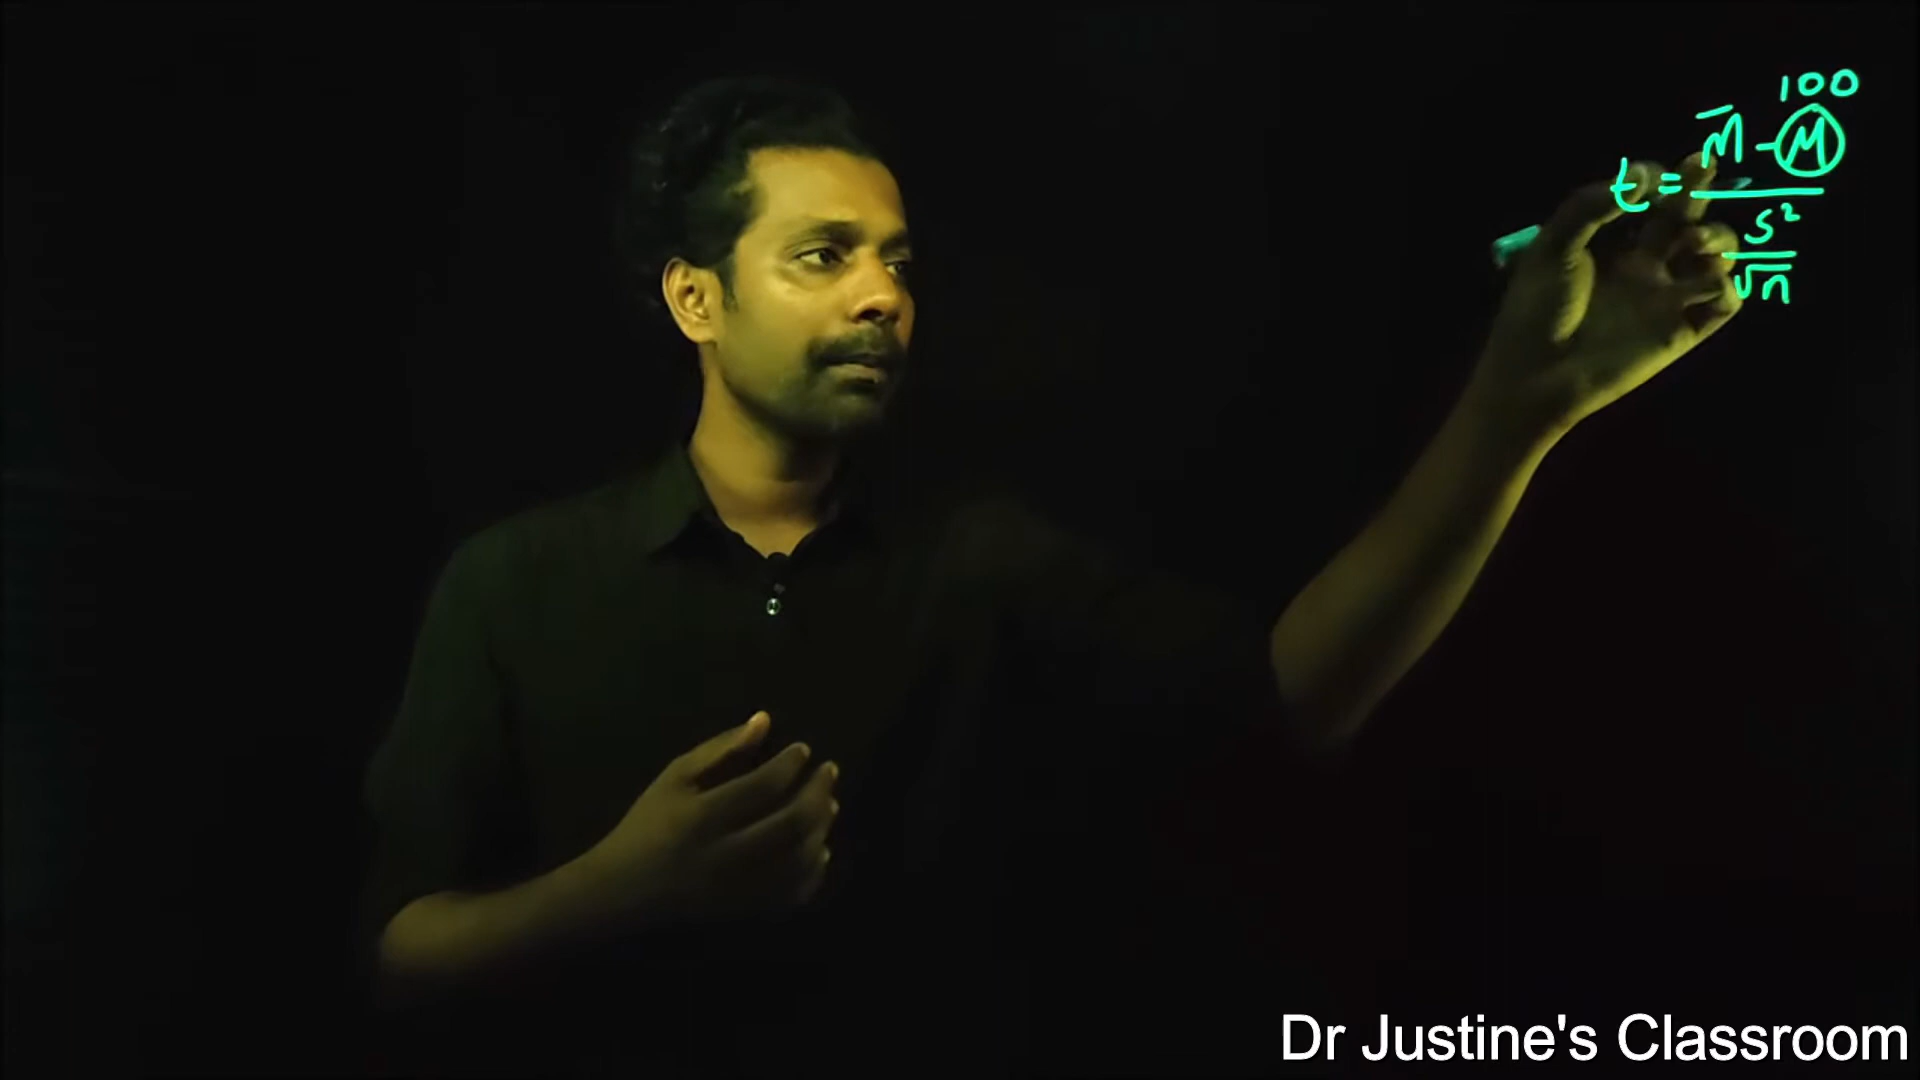 100
t = M̄ - M
S²
√n
Dr Justine's Classroom